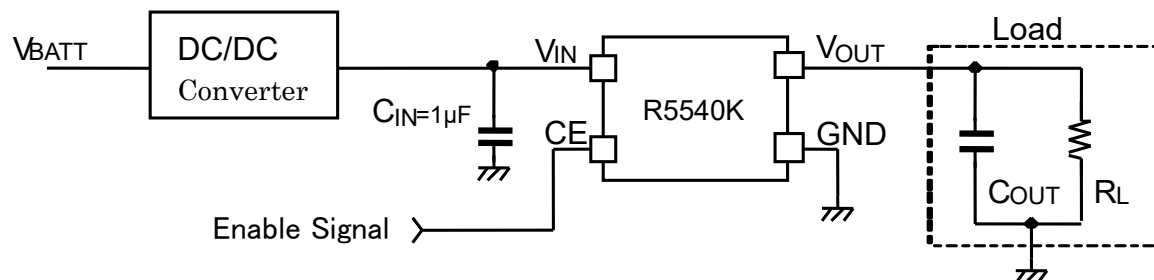 Load
VBATT
DC/DC
Converter
VIN
VOUT
R5540K
CIN=1µF
CE
GND
COUT
RL
Enable Signal